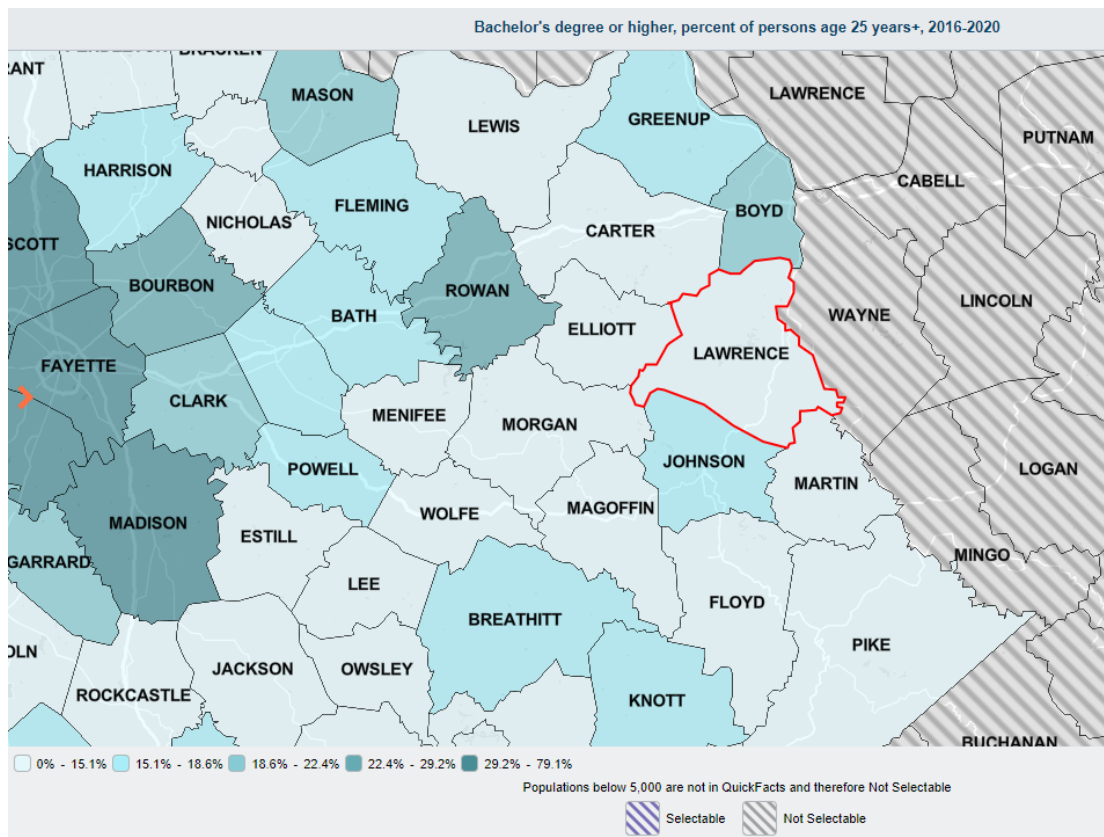 Bachelor's degree or higher, percent of persons age 25 years+, 2016-2020
BRACKEN
RANT
MASON
LAWRENCE
LEWIS
GREENUP
PUTNAM
HARRISON
CABELL
FLEMING
NICHOLAS
BOYD
CARTER
SCOTT
BOURBON
ROWAN
LINCOLN
BATH
WAYNE
ELLIOTT
LAWRENCE
FAYETTE
CLARK
MENIFEE
MORGAN
JOHNSON
POWELL
LOGAN
MARTIN
MAGOFFIN
WOLFE
MADISON
ESTILL
MINGO
GARRARD
LEE
FLOYD
BREATHITT
PIKE
OLN
JACKSON
OWSLEY
ROCKCASTLE
KNOTT
BUCHANAN
0% - 15.1% 15.1% - 18.6% 18.6% - 22.4% 22.4% - 29.2% 29.2% - 79.1%
Populations below 5,000 are not in QuickFacts and therefore Not Selectable
Selectable Not Selectable